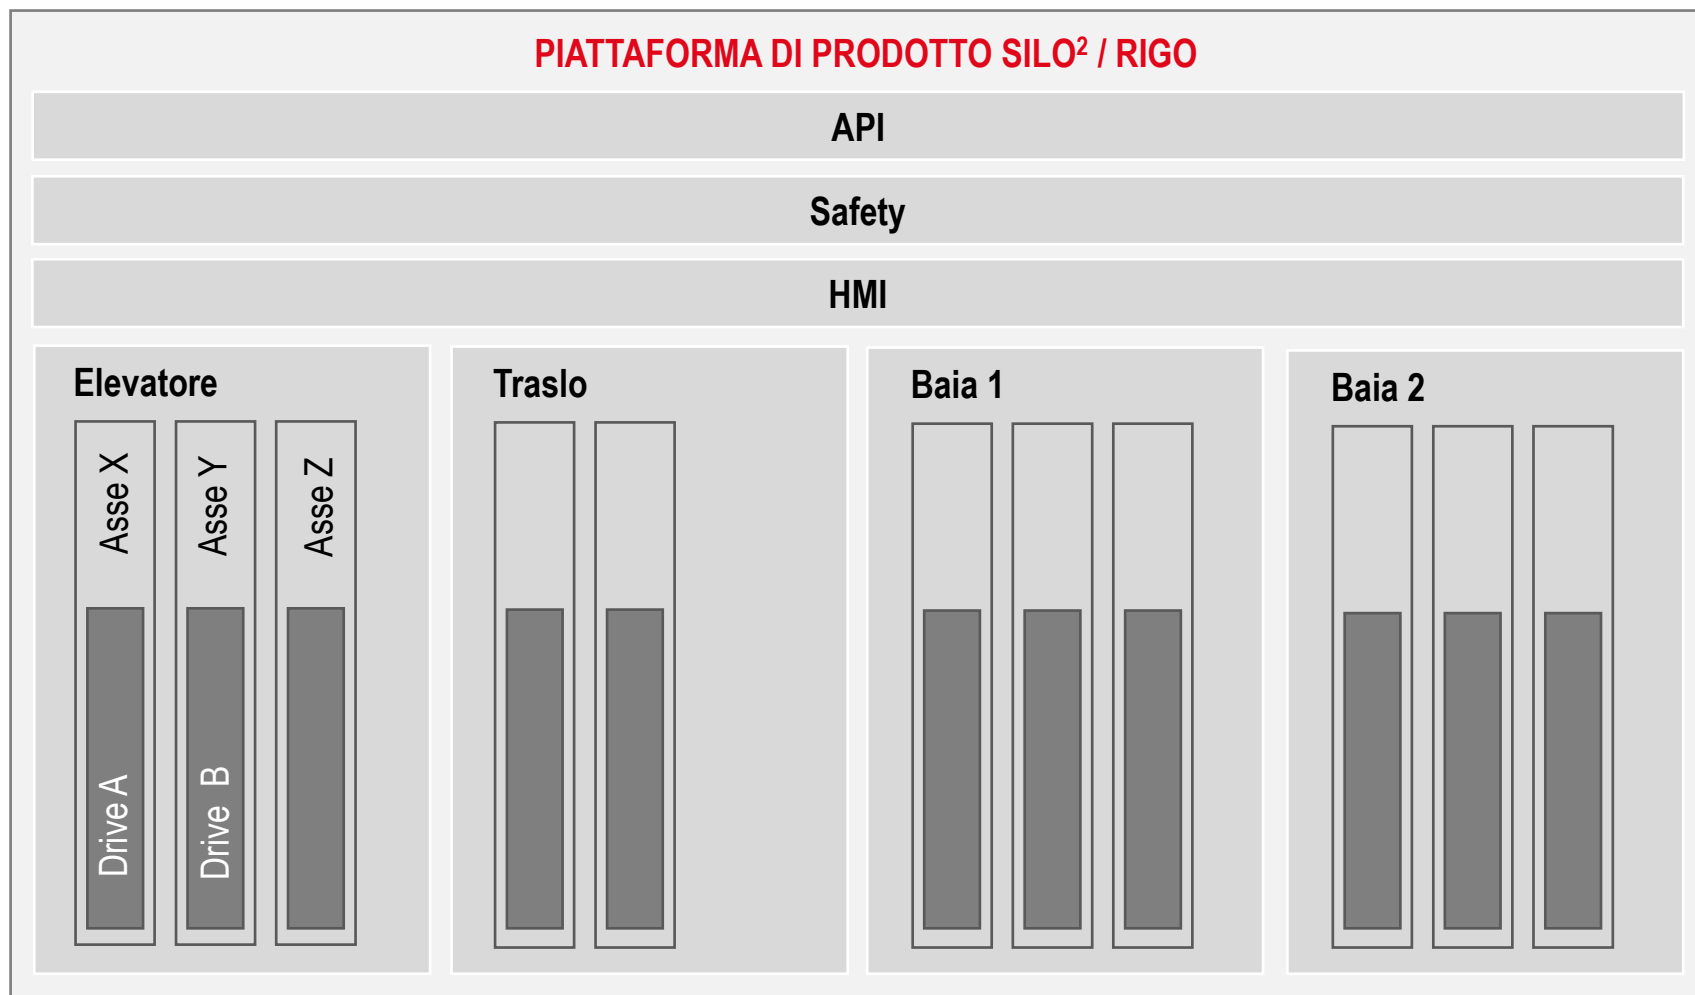 PIATTAFORMA DI PRODOTTO SILO² / RIGO
API
Safety
HMI
Elevatore
Asse X
Asse Y
Asse Z
Drive A
Drive B
Traslo
Baia 1
Baia 2